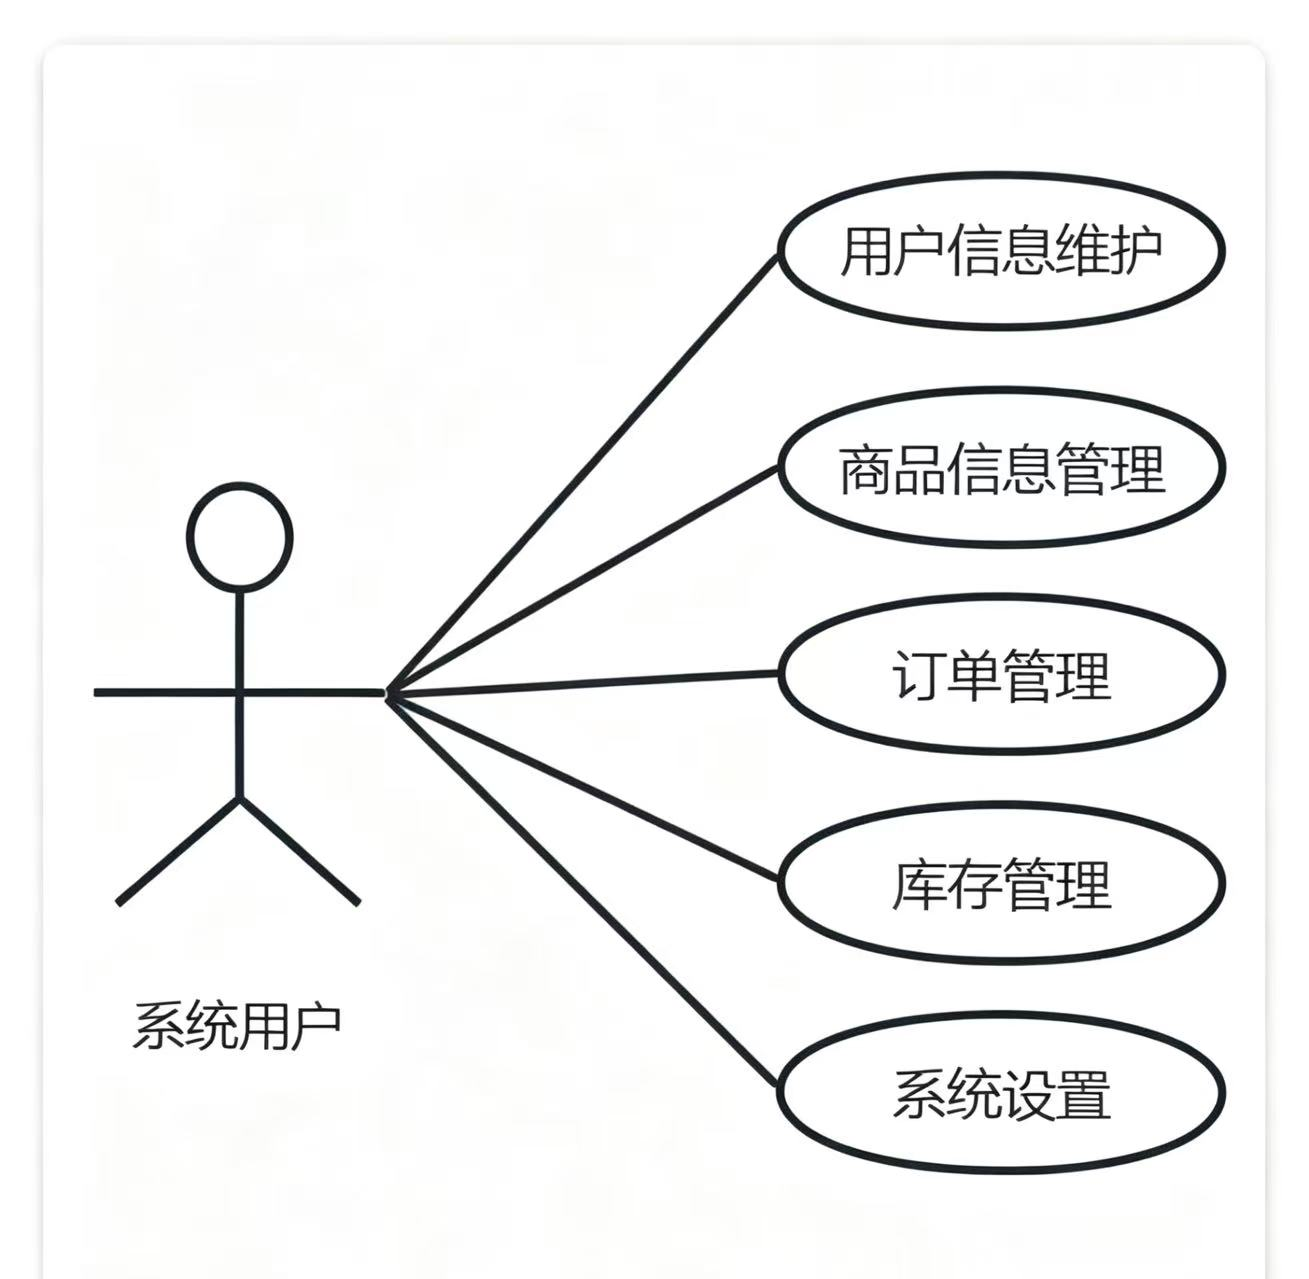 用户信息维护
商品信息管理
订单管理
库存管理
系统设置
系统用户